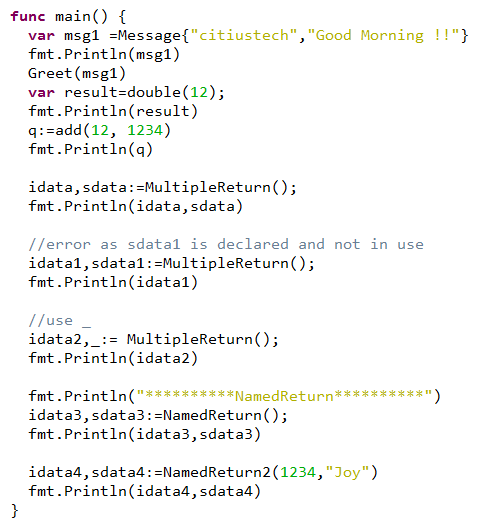 func main() {
  var msg1 =Message{"citiustech","Good Morning !!"}
  fmt.Println(msg1)
  Greet(msg1)
  var result=double(12);
  fmt.Println(result)
  q:=add(12, 1234)
  fmt.Println(q)

  idata,sdata:=MultipleReturn();
  fmt.Println(idata,sdata)

  //error as sdata1 is declared and not in use
  idata1,sdata1:=MultipleReturn();
  fmt.Println(idata1)

  //use _
  idata2,_:= MultipleReturn();
  fmt.Println(idata2)

  fmt.Println("**********NamedReturn**********")
  idata3,sdata3:=NamedReturn();
  fmt.Println(idata3,sdata3)

  idata4,sdata4:=NamedReturn2(1234,"Joy")
  fmt.Println(idata4,sdata4)
}